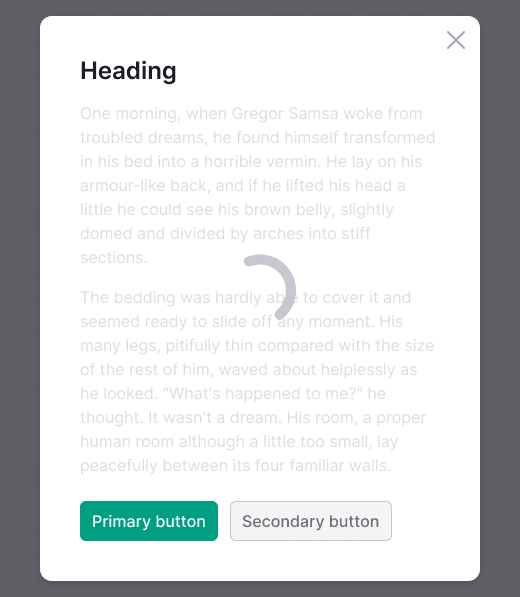 Heading
One morning, when Gregor Samsa woke from
troubled dreams, he found himself transformed
in his bed into a horrible vermin. He lay on his
armour-like back, and if he lifted his head a
little he could see his brown belly, slightly
domed and divided by arches into stiff
sections.
The bedding was hardly able to cover it and
seemed ready to slide off any moment. His
many legs, pitifully thin compared with the size
of the rest of him, waved about helplessly as
he looked. "What's happened to me?" he
thought. It wasn't a dream. His room, a proper
human room although a little too small, lay
peacefully between its four familiar walls.
Primary button
Secondary button